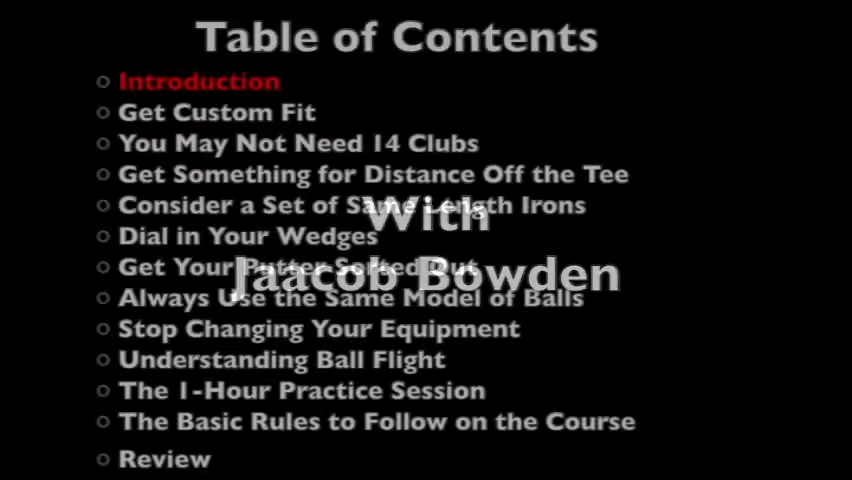 Table of Contents
Introduction
Get Custom Fit
You May Not Need 14 Clubs
Get Something for Distance Off the Tee
Consider a Set of Same Length Irons
With
Dial in Your Wedges
Get Your Putter Sorted Out
Jaacob Bowden
Always Use the Same Model of Balls
Stop Changing Your Equipment
Understanding Ball Flight
The 1-Hour Practice Session
The Basic Rules to Follow on the Course
Review